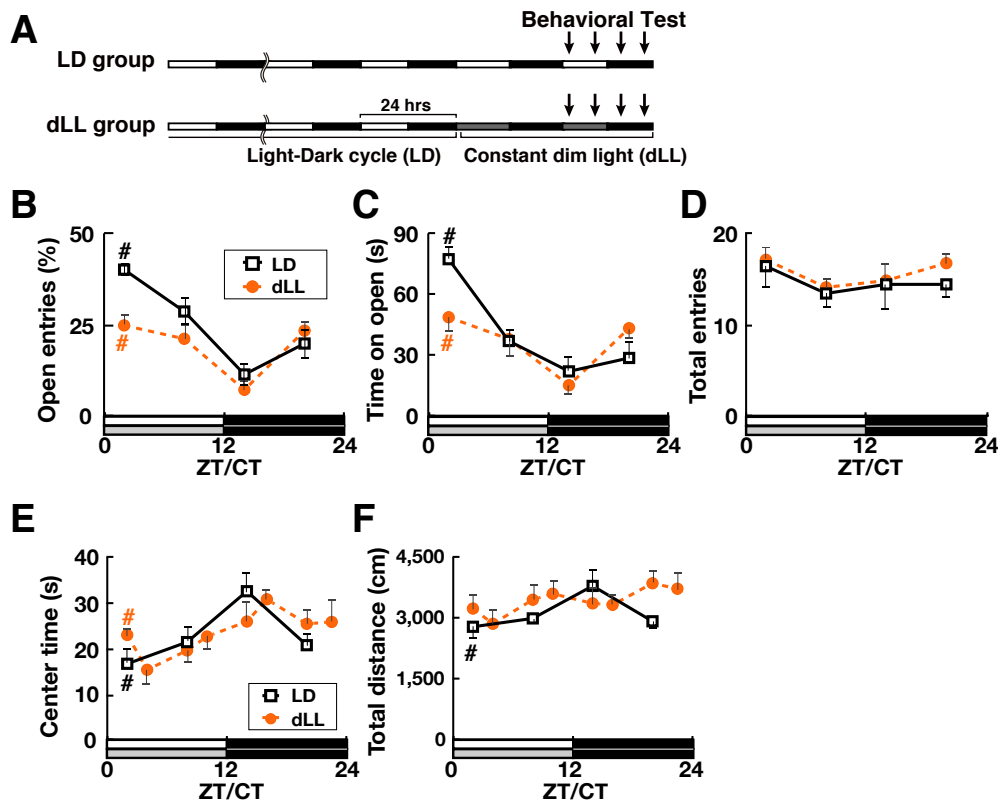 A
Behavioral Test
LD group
24 hrs
dLL group
Light-Dark cycle (LD)
Constant dim light (dLL)
B
Open entries (%)
50
25
0
#
#
LD
dLL
0
12
24
ZT/CT
C
Time on open (s)
90
60
30
0
#
#
0
12
24
ZT/CT
D
Total entries
20
10
0
0
12
24
ZT/CT
E
Center time (s)
40
30
20
10
0
#
#
LD
dLL
0
12
24
ZT/CT
F
Total distance (cm)
4,500
3,000
1,500
0
#
0
12
24
ZT/CT